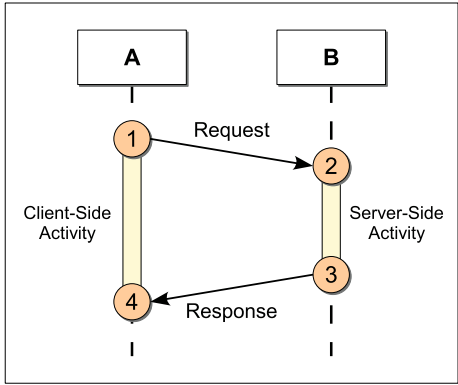 A
B
1
Request
2
Client-Side
Activity
Server-Side
Activity
3
4
Response